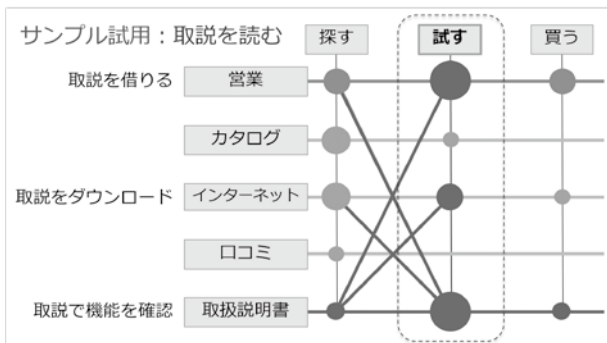 サンプル試用：取説を読む
探す
試す
買う
取説を借りる
営業
カタログ
取説をダウンロード
インターネット
口コミ
取説で機能を確認
取扱説明書